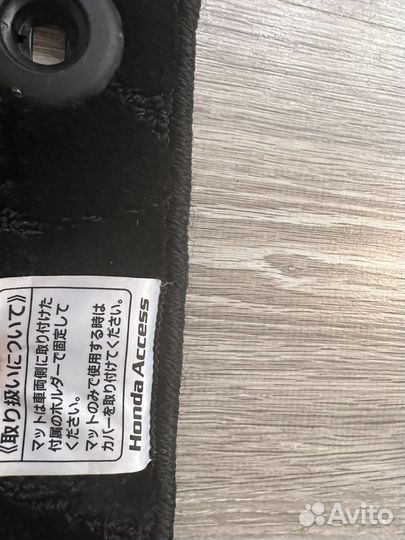 《取り扱いについて》
マットは車両側に取り付けた
付属のホルダーで固定して
ください。
マットのみで使用する時は
カバーを取り付けてください。
Honda Access
Avito